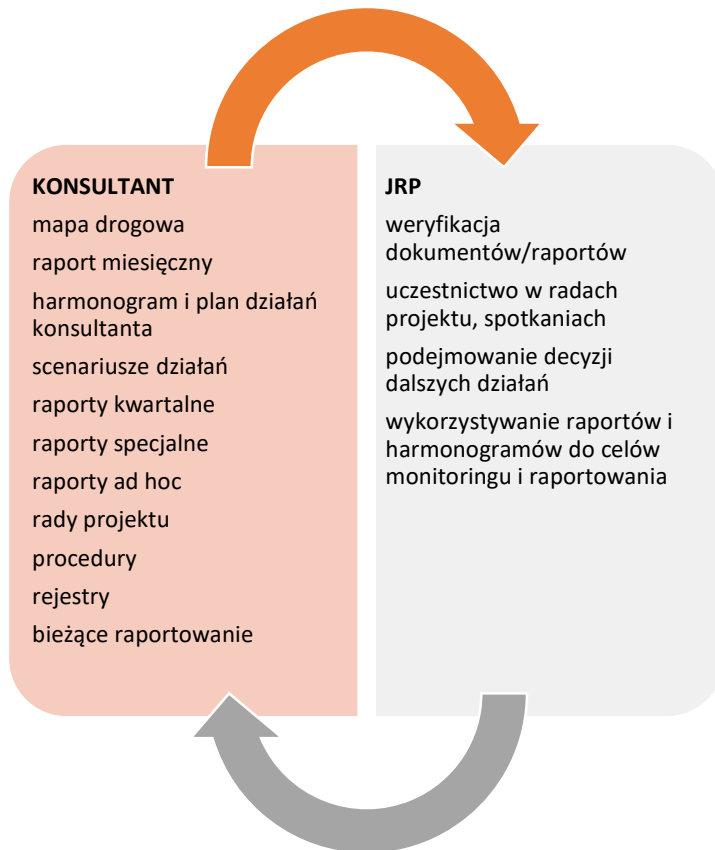 KONSULTANT
mapa drogowa
raport miesięczny
harmonogram i plan działań
konsultanta
scenariusze działań
raporty kwartalne
raporty specjalne
raporty ad hoc
rady projektu
procedury
rejestry
bieżące raportowanie
JRP
weryfikacja
dokumentów/raportów
uczestnictwo w radach
projektu, spotkaniach
podejmowanie decyzji
dalszych działań
wykorzystywanie raportów i
harmonogramów do celów
monitoringu i raportowania